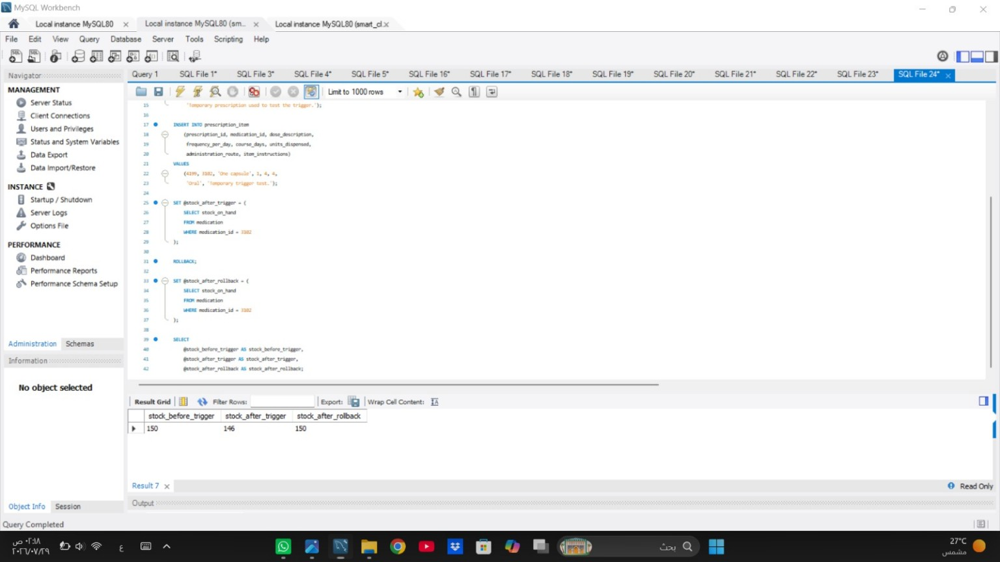 MySQL Workbench
Local instance MySQL80 × Local instance MySQL80 (sm... × Local instance MySQL80 (smart_cl ×
File Edit View Query Database Server Tools Scripting Help
Navigator
MANAGEMENT
Server Status
Client Connections
Users and Privileges
Status and System Variables
Data Export
Data Import/Restore
INSTANCE
Startup / Shutdown
Server Logs
Options File
PERFORMANCE
Dashboard
Performance Reports
Performance Schema Setup
Administration Schemas
Information
No object selected
Object Info Session
Query 1 SQL File 1* SQL File 3* SQL File 4* SQL File 5* SQL File 16* SQL File 17* SQL File 18* SQL File 19* SQL File 20* SQL File 21* SQL File 22* SQL File 23* SQL File 24* ×
Limit to 1000 rows
15 'Temporary prescription used to test the trigger.');
16
17 INSERT INTO prescription_item
18 (prescription_id, medication_id, dose_description,
19 frequency_per_day, course_days, units_dispensed,
20 administration_route, item_instructions)
21 VALUES
22 (4199, 3102, 'One capsule', 1, 4, 4,
23 'Oral', 'Temporary trigger test.');
24
25 SET @stock_after_trigger = (
26 SELECT stock_on_hand
27 FROM medication
28 WHERE medication_id = 3102
29 );
30
31 ROLLBACK;
32
33 SET @stock_after_rollback = (
34 SELECT stock_on_hand
35 FROM medication
36 WHERE medication_id = 3102
37 );
38
39 SELECT
40 @stock_before_trigger AS stock_before_trigger,
41 @stock_after_trigger AS stock_after_trigger,
42 @stock_after_rollback AS stock_after_rollback;
Result Grid Filter Rows: Export: Wrap Cell Content:
stock_before_trigger stock_after_trigger stock_after_rollback
150 146 150
Result 7 × Read Only
Output
Query Completed
٠٢:١٨ ص
٢٠٢٦/٠٧/٢٩
ع
بحث
27°C
مشمس